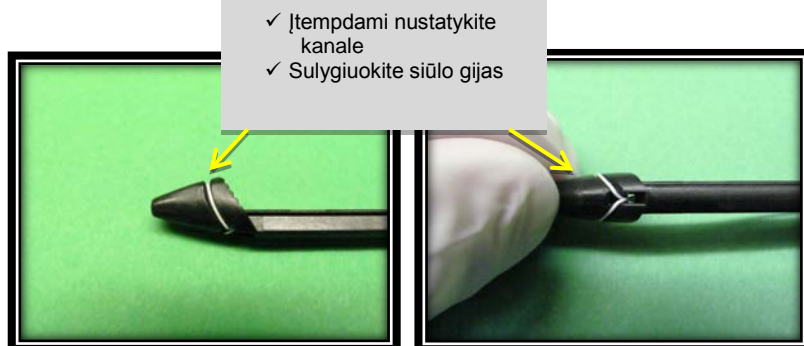 ✓ Įtempdami nustatykite
kanale
✓ Sulygiuokite siūlo gijas